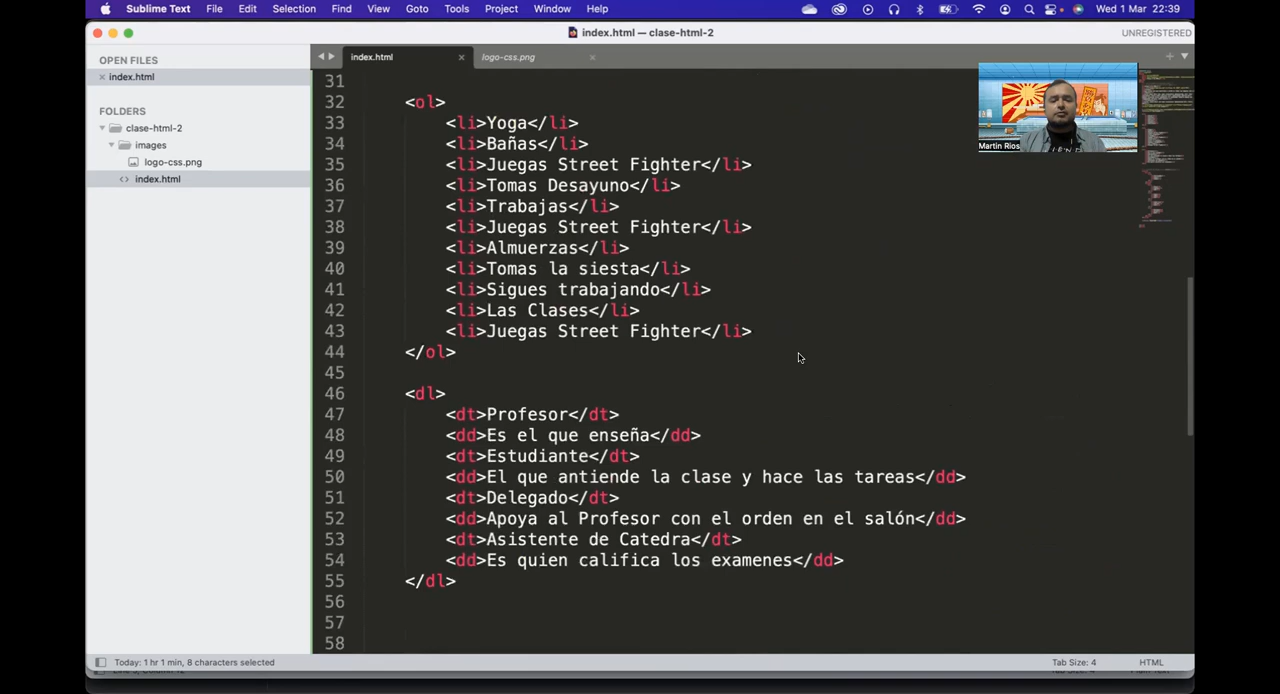 Sublime Text File Edit Selection Find View Goto Tools Project Window Help Wed 1 Mar 22:39
index.html — clase-html-2 UNREGISTERED
OPEN FILES
index.html
FOLDERS
clase-html-2
images
logo-css.png
index.html
index.html logo-css.png
31
32 <ol>
33 <li>Yoga</li>
34 <li>Bañas</li>
35 <li>Juegas Street Fighter</li>
36 <li>Tomas Desayuno</li>
37 <li>Trabajas</li>
38 <li>Juegas Street Fighter</li>
39 <li>Almuerzas</li>
40 <li>Tomas la siesta</li>
41 <li>Sigues trabajando</li>
42 <li>Las Clases</li>
43 <li>Juegas Street Fighter</li>
44 </ol>
45
46 <dl>
47 <dt>Profesor</dt>
48 <dd>Es el que enseña</dd>
49 <dt>Estudiante</dt>
50 <dd>El que antiende la clase y hace las tareas</dd>
51 <dt>Delegado</dt>
52 <dd>Apoya al Profesor con el orden en el salón</dd>
53 <dt>Asistente de Catedra</dt>
54 <dd>Es quien califica los examenes</dd>
55 </dl>
56
57
58
Martin Rios
Today: 1 hr 1 min, 8 characters selected Tab Size: 4 HTML